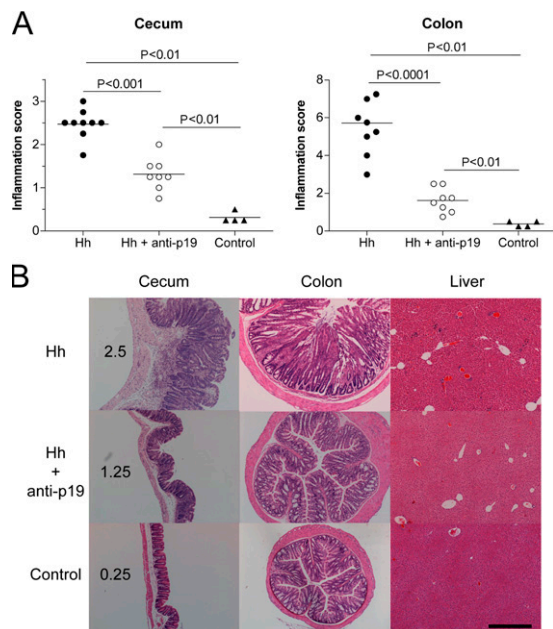 A
Cecum
P<0.01
P<0.001
P<0.01
Inflammation score
3
2
1
0
Hh
Hh + anti-p19
Control
Colon
P<0.01
P<0.0001
P<0.01
Inflammation score
8
6
4
2
0
Hh
Hh + anti-p19
Control
B
Cecum
Colon
Liver
Hh
2.5
Hh
+
anti-p19
1.25
Control
0.25